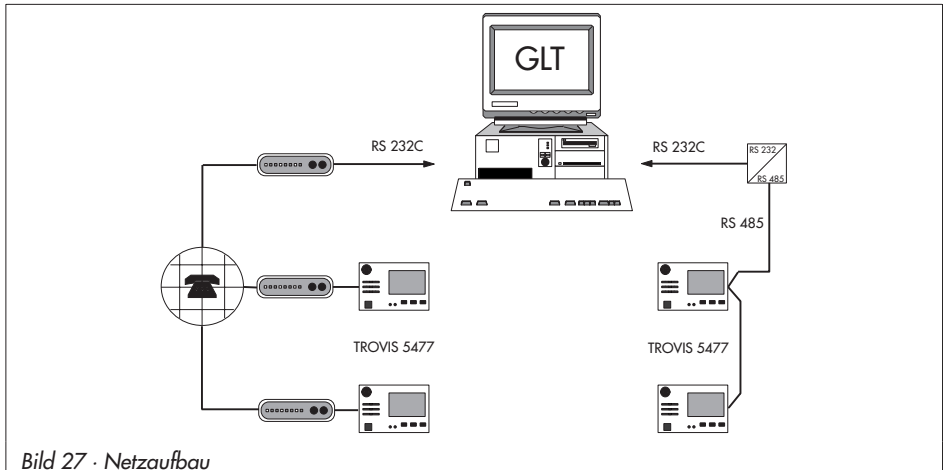 GLT
RS 232C
RS 232C
RS 232
RS 485
RS 485
TROVIS 5477
TROVIS 5477
Bild 27 · Netzaufbau